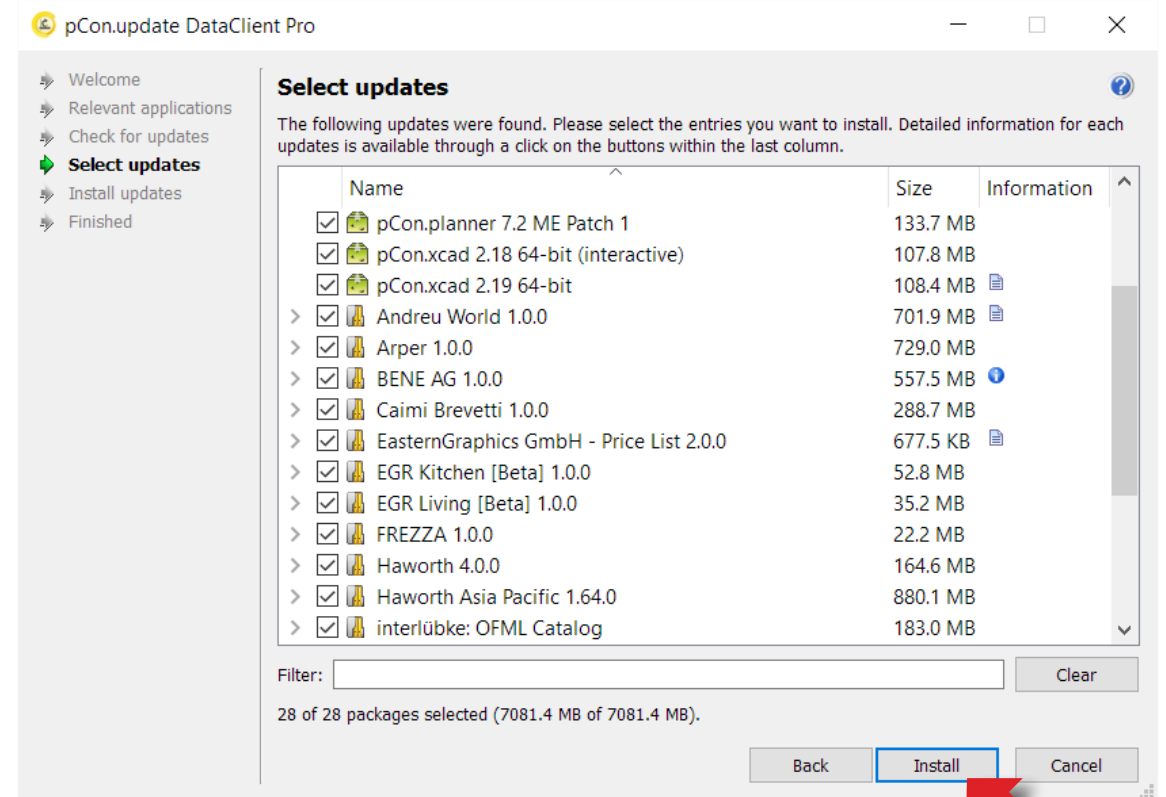 pCon.update DataClient Pro
Welcome
Relevant applications
Check for updates
Select updates
Install updates
Finished
Select updates
The following updates were found. Please select the entries you want to install. Detailed information for each
updates is available through a click on the buttons within the last column.
Name Size Information
pCon.planner 7.2 ME Patch 1 133.7 MB
pCon.xcad 2.18 64-bit (interactive) 107.8 MB
pCon.xcad 2.19 64-bit 108.4 MB
Andreu World 1.0.0 701.9 MB
Arper 1.0.0 729.0 MB
BENE AG 1.0.0 557.5 MB
Caimi Brevetti 1.0.0 288.7 MB
EasternGraphics GmbH - Price List 2.0.0 677.5 KB
EGR Kitchen [Beta] 1.0.0 52.8 MB
EGR Living [Beta] 1.0.0 35.2 MB
FREZZA 1.0.0 22.2 MB
Haworth 4.0.0 164.6 MB
Haworth Asia Pacific 1.64.0 880.1 MB
interlübke: OFML Catalog 183.0 MB
Filter: Clear
28 of 28 packages selected (7081.4 MB of 7081.4 MB).
Back Install Cancel